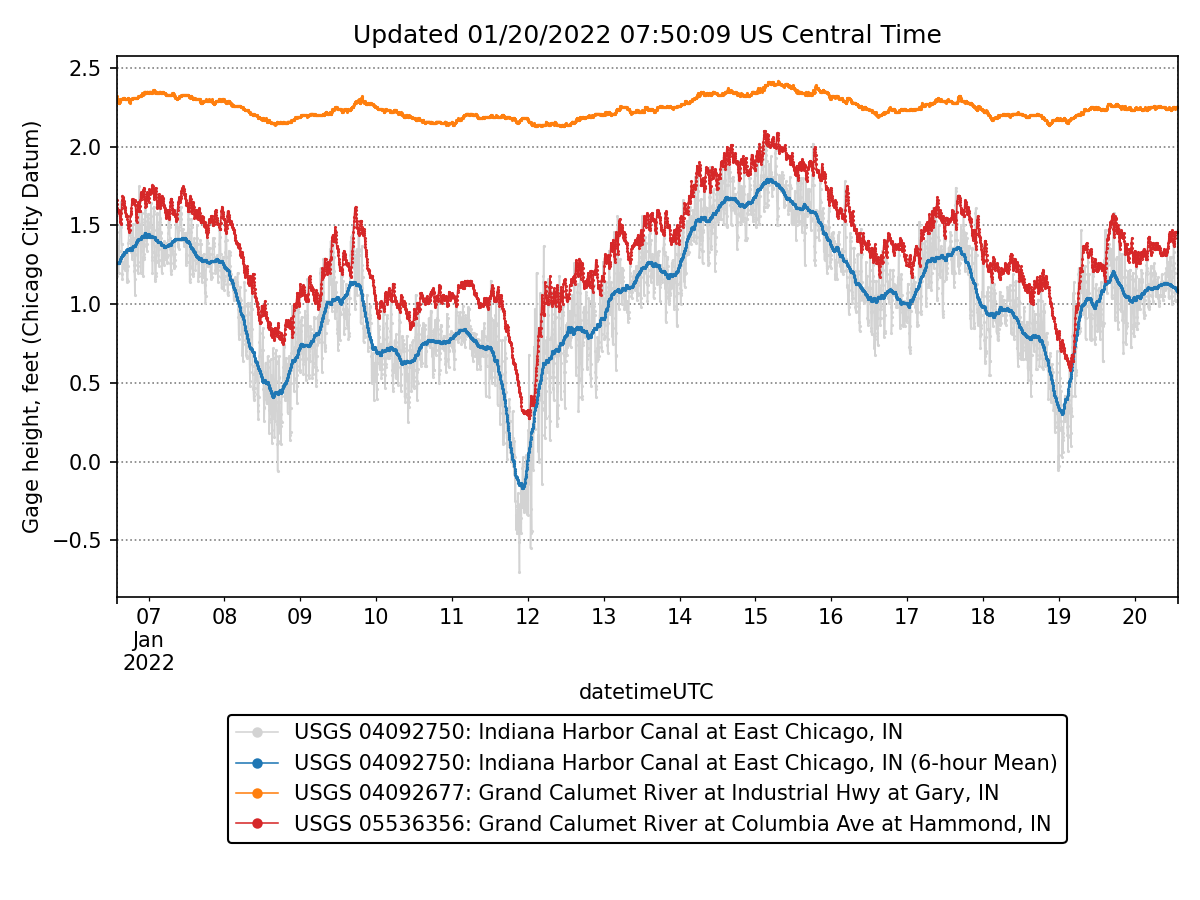 Updated 01/20/2022 07:50:09 US Central Time
Gage height, feet (Chicago City Datum)
2.5
2.0
1.5
1.0
0.5
0.0
−0.5
07 08 09 10 11 12 13 14 15 16 17 18 19 20
Jan
2022
datetimeUTC
USGS 04092750: Indiana Harbor Canal at East Chicago, IN
USGS 04092750: Indiana Harbor Canal at East Chicago, IN (6-hour Mean)
USGS 04092677: Grand Calumet River at Industrial Hwy at Gary, IN
USGS 05536356: Grand Calumet River at Columbia Ave at Hammond, IN